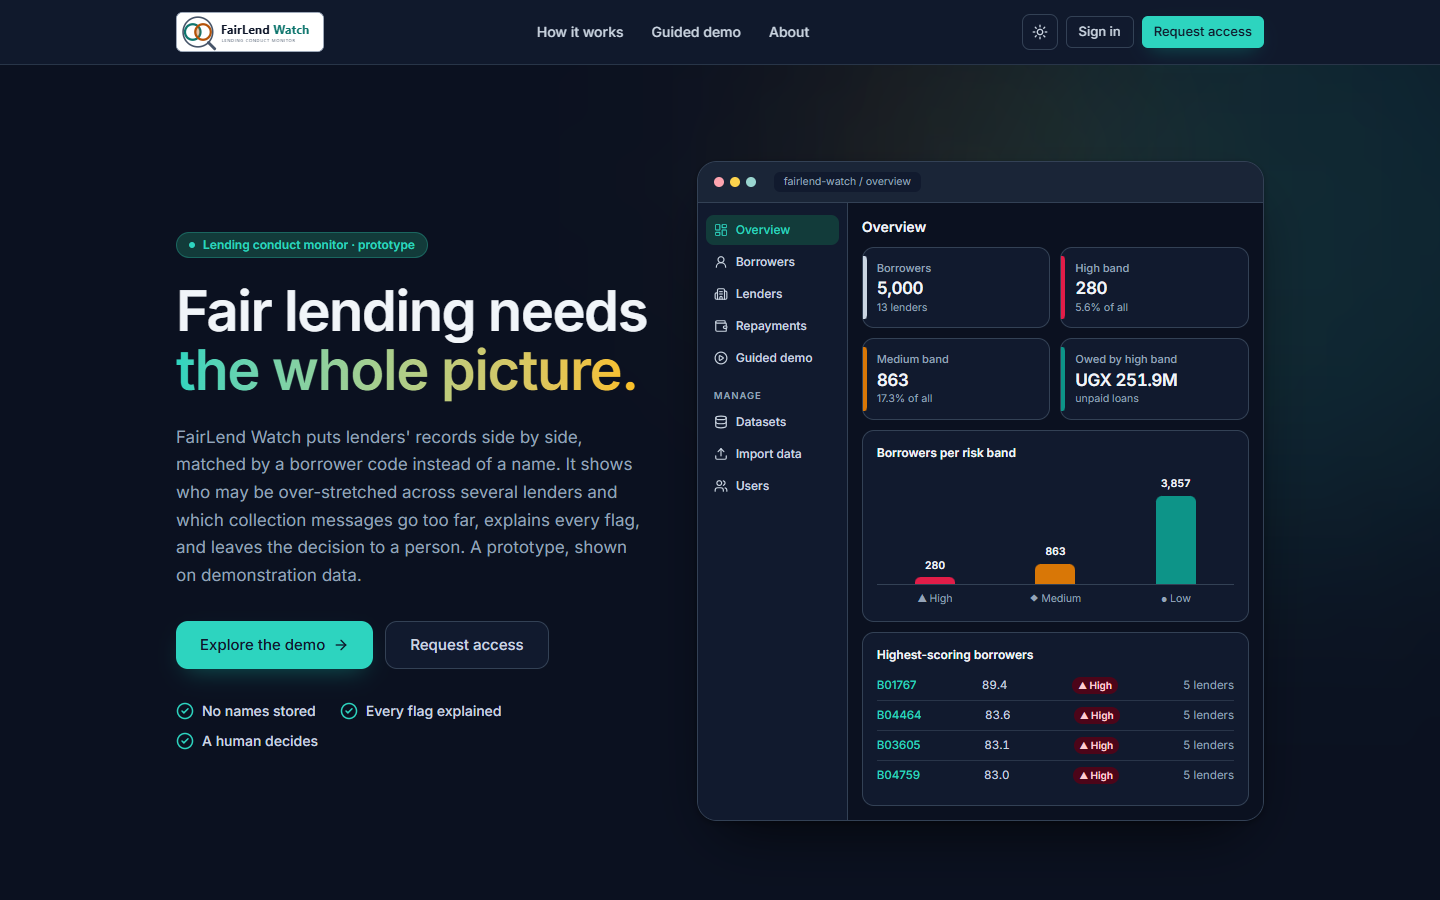 FairLend Watch
LENDING CONDUCT MONITOR
How it works
Guided demo
About
Sign in
Request access
Lending conduct monitor · prototype
Fair lending needs
the whole picture.
FairLend Watch puts lenders' records side by side,
matched by a borrower code instead of a name. It shows
who may be over-stretched across several lenders and
which collection messages go too far, explains every flag,
and leaves the decision to a person. A prototype, shown
on demonstration data.
Explore the demo →
Request access
No names stored
Every flag explained
A human decides
fairlend-watch / overview
Overview
Borrowers
Lenders
Repayments
Guided demo
MANAGE
Datasets
Import data
Users
Overview
Borrowers
5,000
13 lenders
High band
280
5.6% of all
Medium band
863
17.3% of all
Owed by high band
UGX 251.9M
unpaid loans
Borrowers per risk band
280
863
3,857
▲ High
◆ Medium
● Low
Highest-scoring borrowers
B01767 89.4 ▲ High 5 lenders
B04464 83.6 ▲ High 5 lenders
B03605 83.1 ▲ High 5 lenders
B04759 83.0 ▲ High 5 lenders